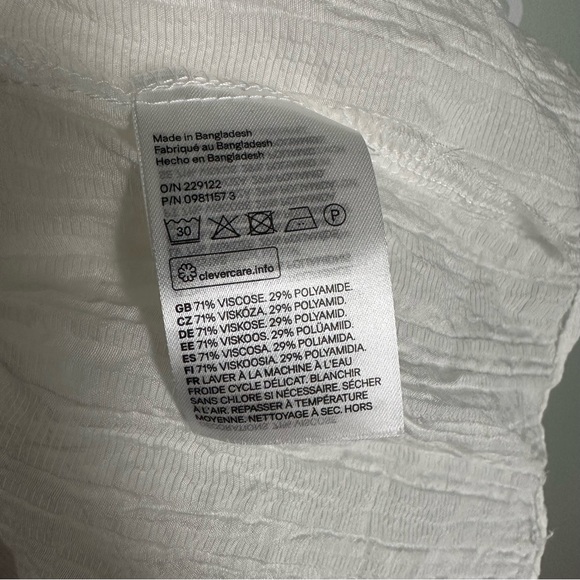 Made in Bangladesh
Fabriqué au Bangladesh
Hecho en Bangladesh
O/N 229122
P/N 0981157 3
30 P
clevercare.info
GB 71% VISCOSE. 29% POLYAMIDE.
CZ 71% VISKÓZA. 29% POLYAMID.
DE 71% VISKOSE. 29% POLYAMID.
EE 71% VISKOOS. 29% POLÜAMIID.
ES 71% VISCOSA. 29% POLIAMIDA.
FI 71% VISKOOSIA. 29% POLYAMIDIA.
FR LAVER À LA MACHINE À L'EAU
FROIDE CYCLE DÉLICAT. BLANCHIR
SANS CHLORE SI NÉCESSAIRE. SÉCHER
À L'AIR. REPASSER À TEMPÉRATURE
MOYENNE. NETTOYAGE À SEC. HORS